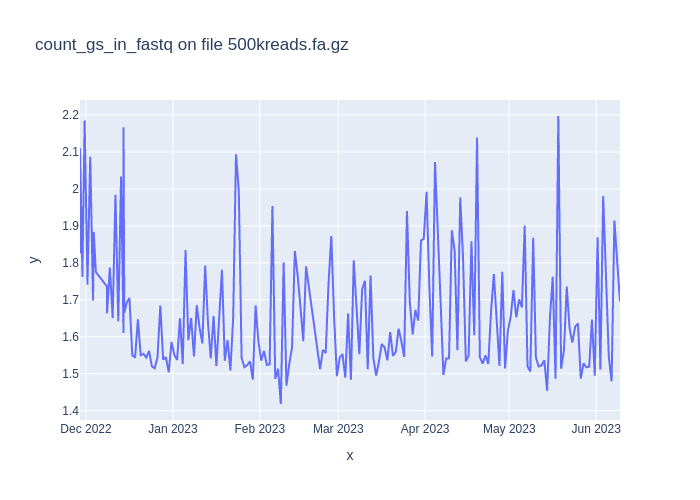 count_gs_in_fastq on file 500kreads.fa.gz
2.2
2.1
2
1.9
1.8
1.7
1.6
1.5
1.4
y
Dec 2022 Jan 2023 Feb 2023 Mar 2023 Apr 2023 May 2023 Jun 2023
x